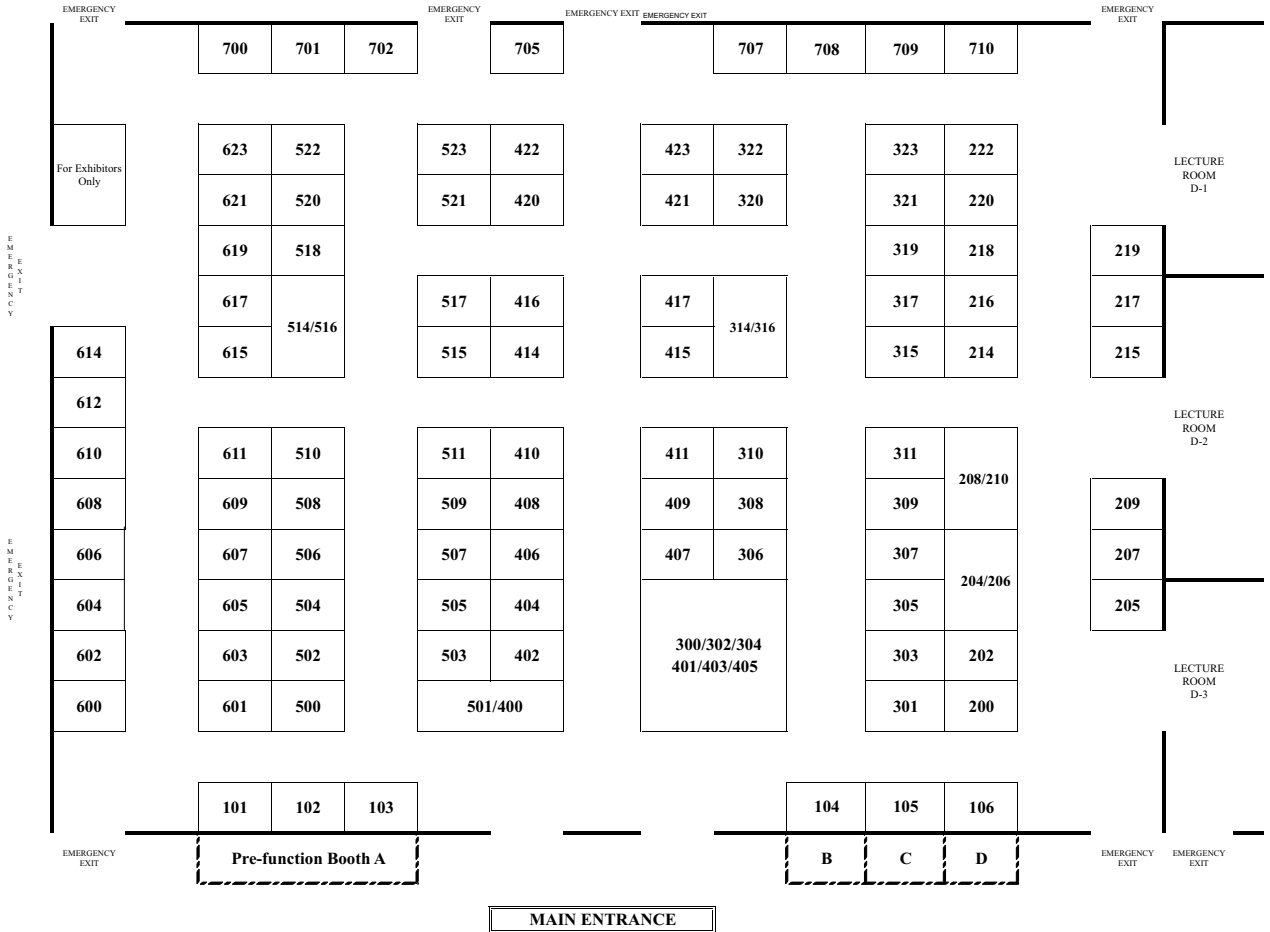 EMERGENCY
EXIT
EMERGENCY
EXIT
EMERGENCY EXIT
EMERGENCY EXIT
EMERGENCY
EXIT
700 701 702 705 707 708 709 710
For Exhibitors
Only
623 522 523 422 423 322 323 222
LECTURE
ROOM
D-1
621 520 521 420 421 320 321 220
EMERGENCY
EXIT
619 518 319 218 219
617 514/516 517 416 417 314/316 317 216 217
614 615 515 414 415 315 214 215
612
LECTURE
ROOM
D-2
610 611 510 511 410 411 310 311 208/210
608 609 508 509 408 409 308 309 209
EMERGENCY
EXIT
606 607 506 507 406 407 306 307 204/206 207
604 605 504 505 404 305 205
300/302/304
401/403/405
602 603 502 503 402 303 202
LECTURE
ROOM
D-3
600 601 500 501/400 301 200
101 102 103 104 105 106
EMERGENCY
EXIT
Pre-function Booth A B C D
EMERGENCY
EXIT
EMERGENCY
EXIT
MAIN ENTRANCE